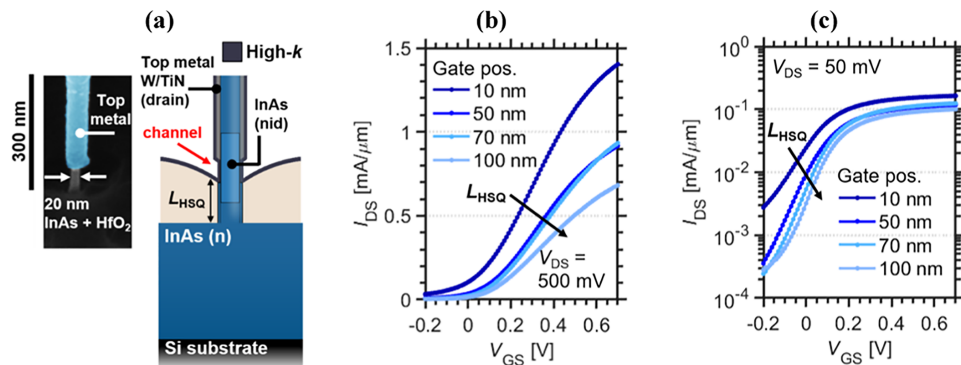 (a)
(b)
(c)
300 nm
Top
metal
20 nm
InAs + HfO₂
High-k
Top metal
W/TiN
(drain)
InAs
(nid)
channel
LHSQ
InAs (n)
Si substrate
1.5
1
0.5
0
IDS [mA/μm]
Gate pos.
10 nm
50 nm
70 nm
100 nm
LHSQ
VDS =
500 mV
-0.2 0 0.2 0.4 0.6
VGS [V]
10⁰
10⁻¹
10⁻²
10⁻³
10⁻⁴
IDS [mA/μm]
VDS = 50 mV
LHSQ
Gate pos.
10 nm
50 nm
70 nm
100 nm
-0.2 0 0.2 0.4 0.6
VGS [V]